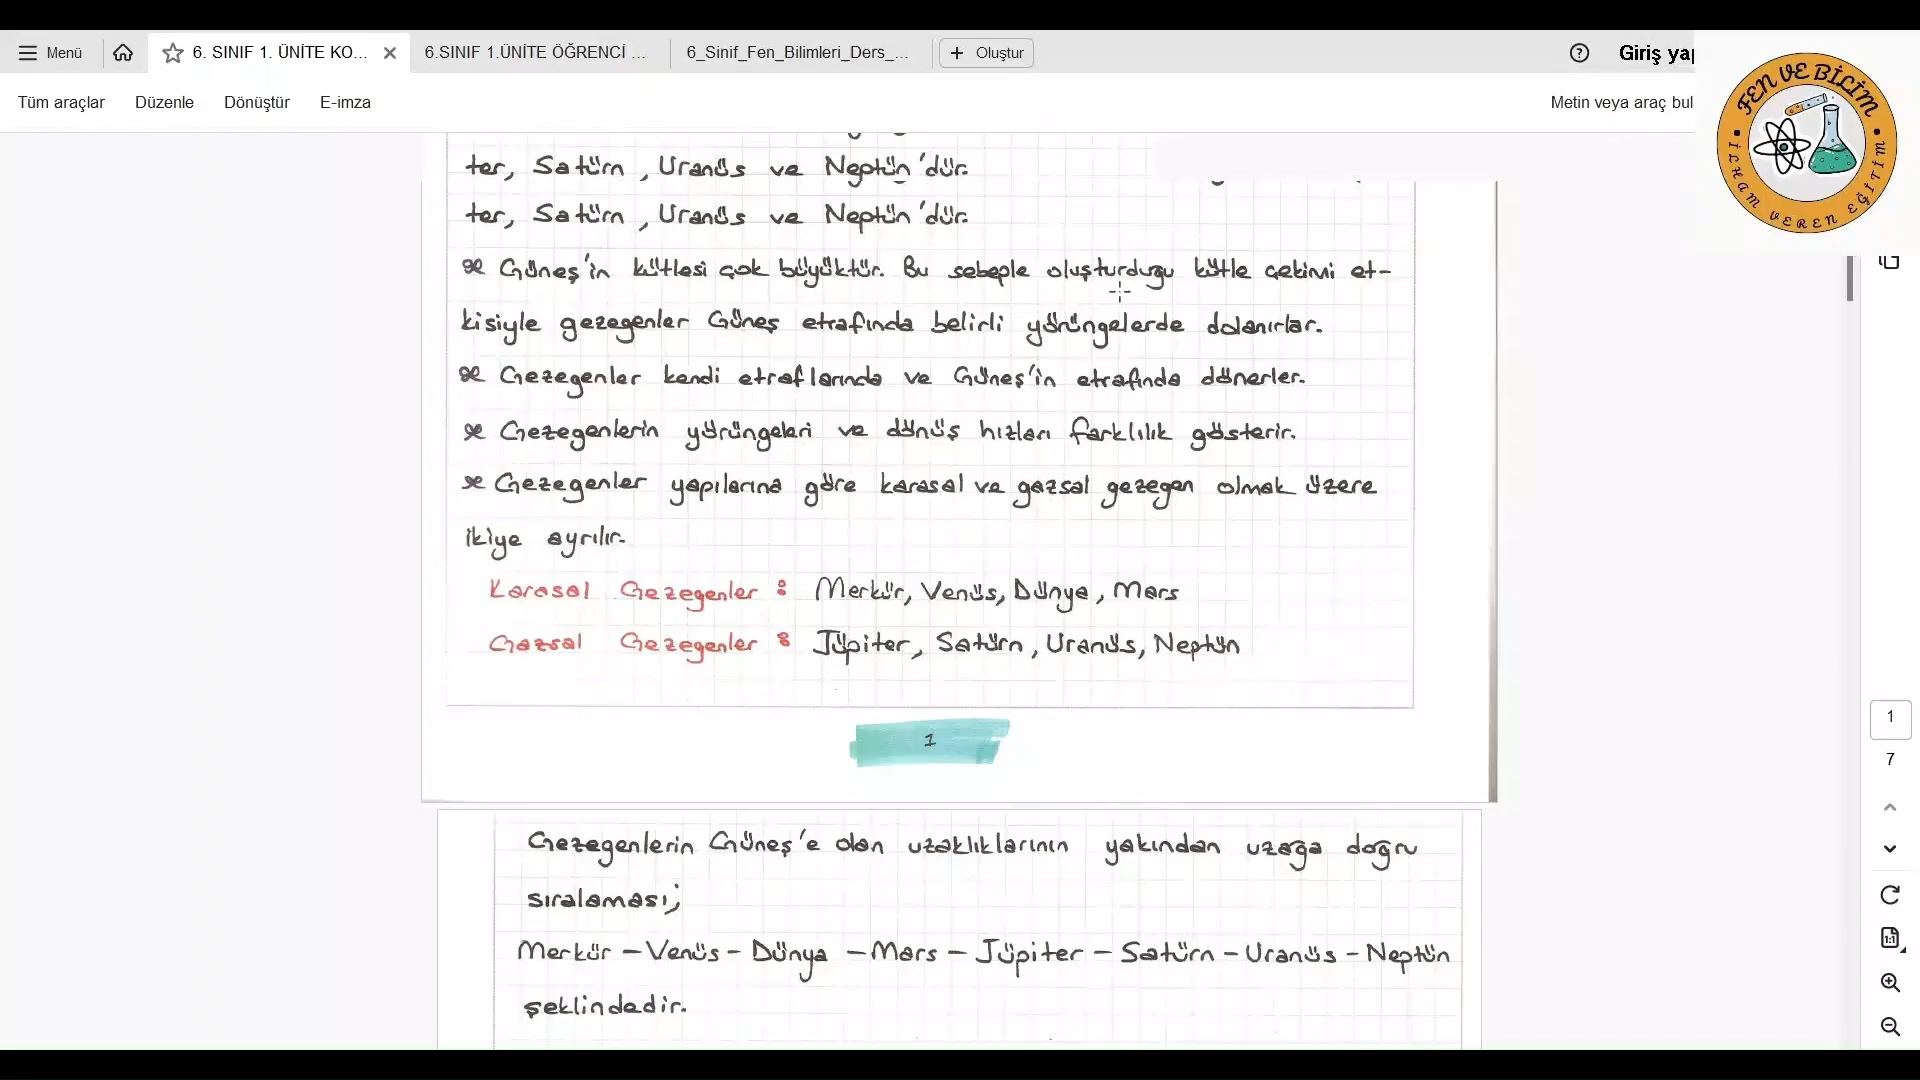 Menü
6. SINIF 1. ÜNİTE KO...
6.SINIF 1.ÜNİTE ÖĞRENCİ ...
6_Sinif_Fen_Bilimleri_Ders_...
+ Oluştur
Giriş yap
Tüm araçlar
Düzenle
Dönüştür
E-imza
Metin veya araç bul
FEN VE BİLİM
İLHAM VEREN EĞİTİM
ter, Satürn, Uranüs ve Neptün'dür.
ter, Satürn, Uranüs ve Neptün'dür.
Güneş'in kütlesi çok büyüktür. Bu sebeple oluşturduğu kütle çekimi et-
kisiyle gezegenler Güneş etrafında belirli yörüngelerde dolanırlar.
Gezegenler kendi etraflarında ve Güneş'in etrafında dönerler.
Gezegenlerin yörüngeleri ve dönüş hızları farklılık gösterir.
Gezegenler yapılarına göre karasal ve gazsal gezegen olmak üzere
ikiye ayrılır.
Karasal Gezegenler : Merkür, Venüs, Dünya, Mars
Gazsal Gezegenler : Jüpiter, Satürn, Uranüs, Neptün
1
Gezegenlerin Güneş'e olan uzaklıklarının yakından uzağa doğru
sıralaması;
Merkür – Venüs – Dünya – Mars – Jüpiter – Satürn – Uranüs – Neptün
şeklindedir.
1
7